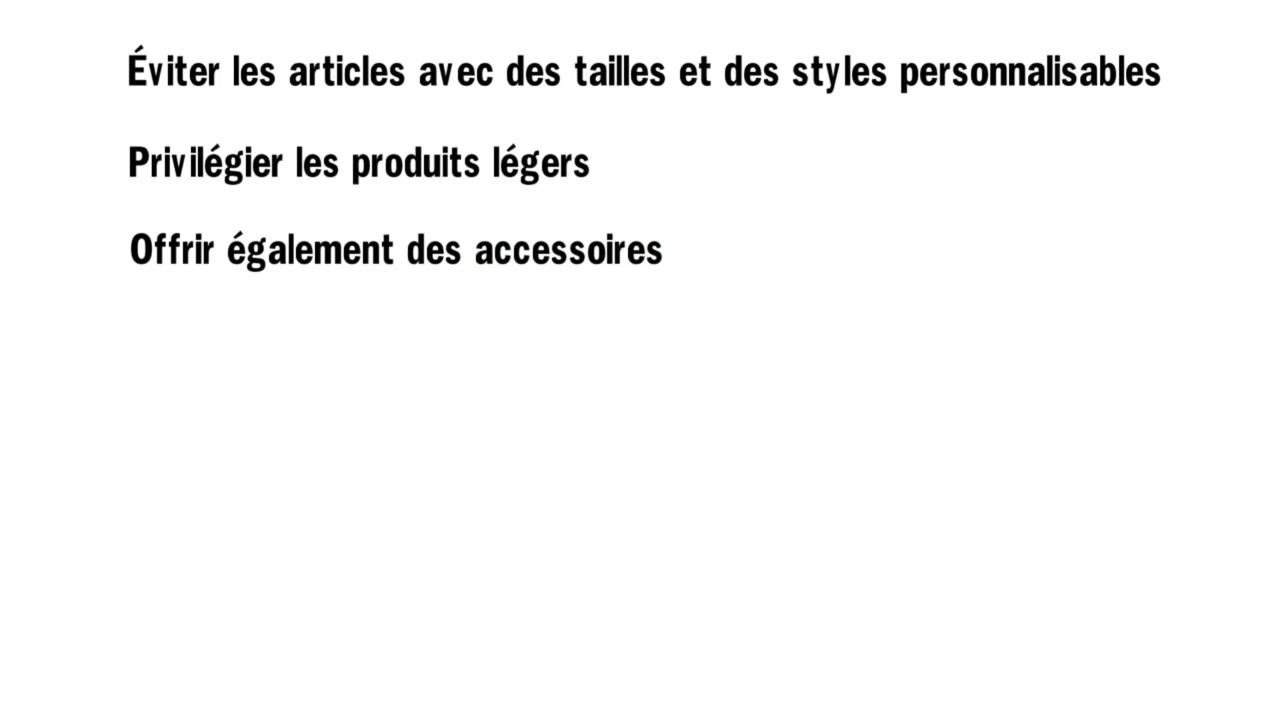 Éviter les articles avec des tailles et des styles personnalisables
Privilégier les produits légers
Offrir également des accessoires